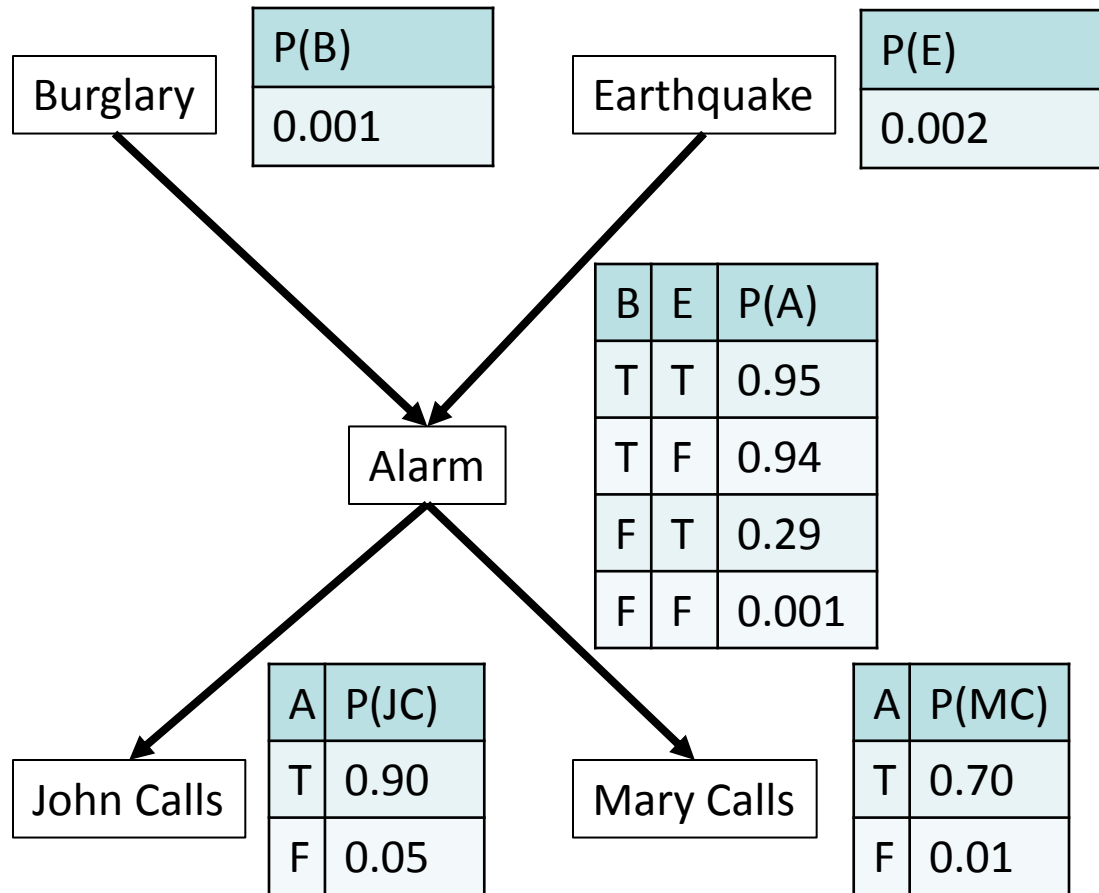 Burglary
P(B)
0.001
Earthquake
P(E)
0.002
B E P(A)
T T 0.95
T F 0.94
F T 0.29
F F 0.001
Alarm
John Calls
A P(JC)
T 0.90
F 0.05
Mary Calls
A P(MC)
T 0.70
F 0.01